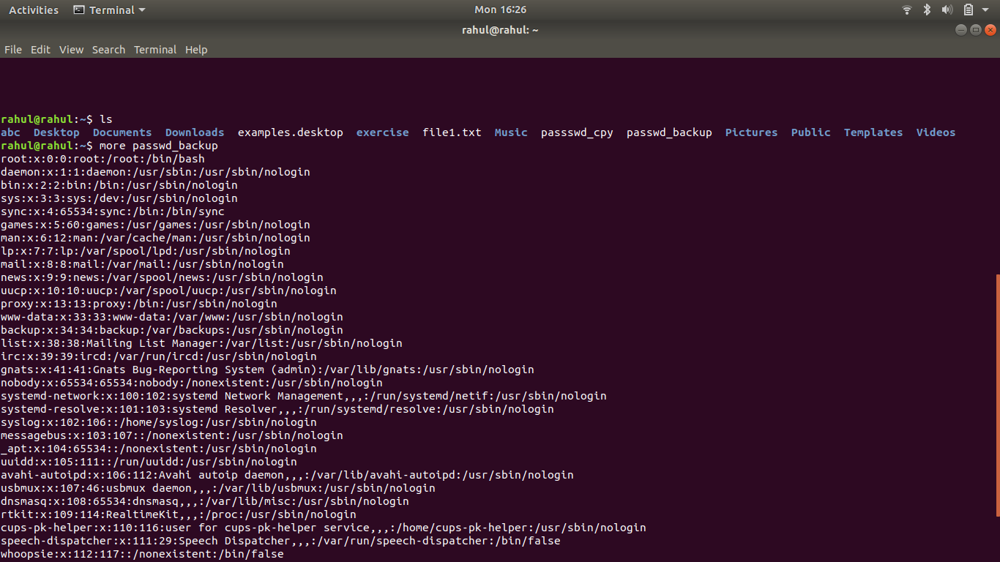 Activities Terminal Mon 16:26
rahul@rahul: ~
File Edit View Search Terminal Help
rahul@rahul:~$ ls
abc Desktop Documents Downloads examples.desktop exercise file1.txt Music passswd_cpy passwd_backup Pictures Public Templates Videos
rahul@rahul:~$ more passwd_backup
root:x:0:0:root:/root:/bin/bash
daemon:x:1:1:daemon:/usr/sbin:/usr/sbin/nologin
bin:x:2:2:bin:/bin:/usr/sbin/nologin
sys:x:3:3:sys:/dev:/usr/sbin/nologin
sync:x:4:65534:sync:/bin:/bin/sync
games:x:5:60:games:/usr/games:/usr/sbin/nologin
man:x:6:12:man:/var/cache/man:/usr/sbin/nologin
lp:x:7:7:lp:/var/spool/lpd:/usr/sbin/nologin
mail:x:8:8:mail:/var/mail:/usr/sbin/nologin
news:x:9:9:news:/var/spool/news:/usr/sbin/nologin
uucp:x:10:10:uucp:/var/spool/uucp:/usr/sbin/nologin
proxy:x:13:13:proxy:/bin:/usr/sbin/nologin
www-data:x:33:33:www-data:/var/www:/usr/sbin/nologin
backup:x:34:34:backup:/var/backups:/usr/sbin/nologin
list:x:38:38:Mailing List Manager:/var/list:/usr/sbin/nologin
irc:x:39:39:ircd:/var/run/ircd:/usr/sbin/nologin
gnats:x:41:41:Gnats Bug-Reporting System (admin):/var/lib/gnats:/usr/sbin/nologin
nobody:x:65534:65534:nobody:/nonexistent:/usr/sbin/nologin
systemd-network:x:100:102:systemd Network Management,,,:/run/systemd/netif:/usr/sbin/nologin
systemd-resolve:x:101:103:systemd Resolver,,,:/run/systemd/resolve:/usr/sbin/nologin
syslog:x:102:106::/home/syslog:/usr/sbin/nologin
messagebus:x:103:107::/nonexistent:/usr/sbin/nologin
_apt:x:104:65534::/nonexistent:/usr/sbin/nologin
uuidd:x:105:111::/run/uuidd:/usr/sbin/nologin
avahi-autoipd:x:106:112:Avahi autoip daemon,,,:/var/lib/avahi-autoipd:/usr/sbin/nologin
usbmux:x:107:46:usbmux daemon,,,:/var/lib/usbmux:/usr/sbin/nologin
dnsmasq:x:108:65534:dnsmasq,,,:/var/lib/misc:/usr/sbin/nologin
rtkit:x:109:114:RealtimeKit,,,:/proc:/usr/sbin/nologin
cups-pk-helper:x:110:116:user for cups-pk-helper service,,,:/home/cups-pk-helper:/usr/sbin/nologin
speech-dispatcher:x:111:29:Speech Dispatcher,,,:/var/run/speech-dispatcher:/bin/false
whoopsie:x:112:117::/nonexistent:/bin/false